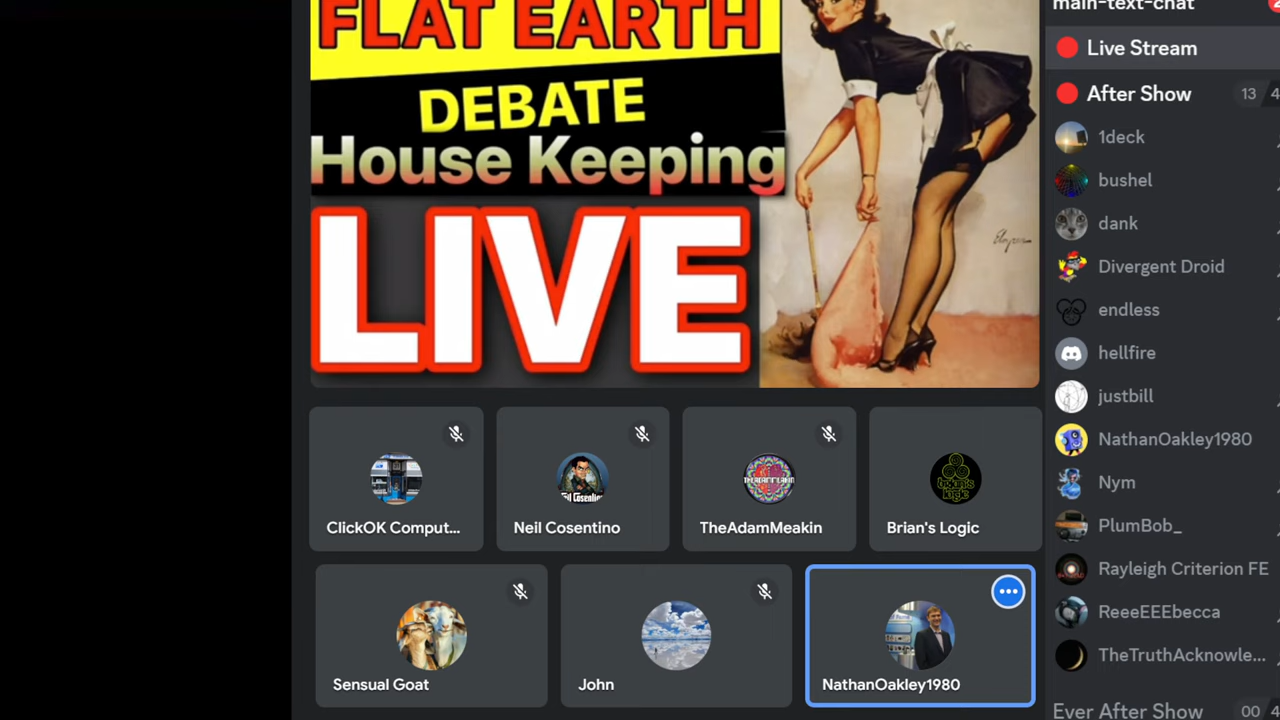 FLAT EARTH
DEBATE
House Keeping
LIVE
ClickOK Comput...
Neil Cosentino
TheAdamMeakin
Brian's Logic
Sensual Goat
John
NathanOakley1980
main-text-chat
Live Stream
After Show 13
1deck
bushel
dank
Divergent Droid
endless
hellfire
justbill
NathanOakley1980
Nym
PlumBob_
Rayleigh Criterion FE
ReeeEEEbecca
TheTruthAcknowle...
Ever After Show 00